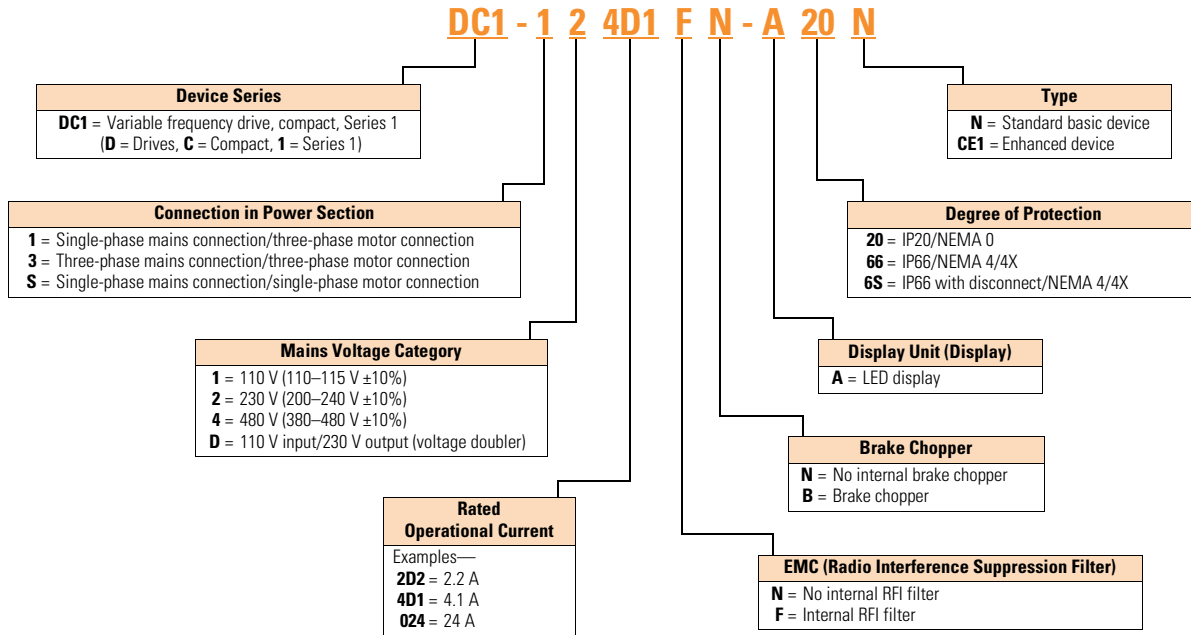 DC1 - 1 2 4D1 F N - A 20 N
Device Series
DC1 = Variable frequency drive, compact, Series 1
(D = Drives, C = Compact, 1 = Series 1)
Type
N = Standard basic device
CE1 = Enhanced device
Connection in Power Section
1 = Single-phase mains connection/three-phase motor connection
3 = Three-phase mains connection/three-phase motor connection
S = Single-phase mains connection/single-phase motor connection
Degree of Protection
20 = IP20/NEMA 0
66 = IP66/NEMA 4/4X
6S = IP66 with disconnect/NEMA 4/4X
Mains Voltage Category
1 = 110 V (110–115 V ±10%)
2 = 230 V (200–240 V ±10%)
4 = 480 V (380–480 V ±10%)
D = 110 V input/230 V output (voltage doubler)
Display Unit (Display)
A = LED display
Brake Chopper
N = No internal brake chopper
B = Brake chopper
Rated
Operational Current
Examples—
2D2 = 2.2 A
4D1 = 4.1 A
024 = 24 A
EMC (Radio Interference Suppression Filter)
N = No internal RFI filter
F = Internal RFI filter